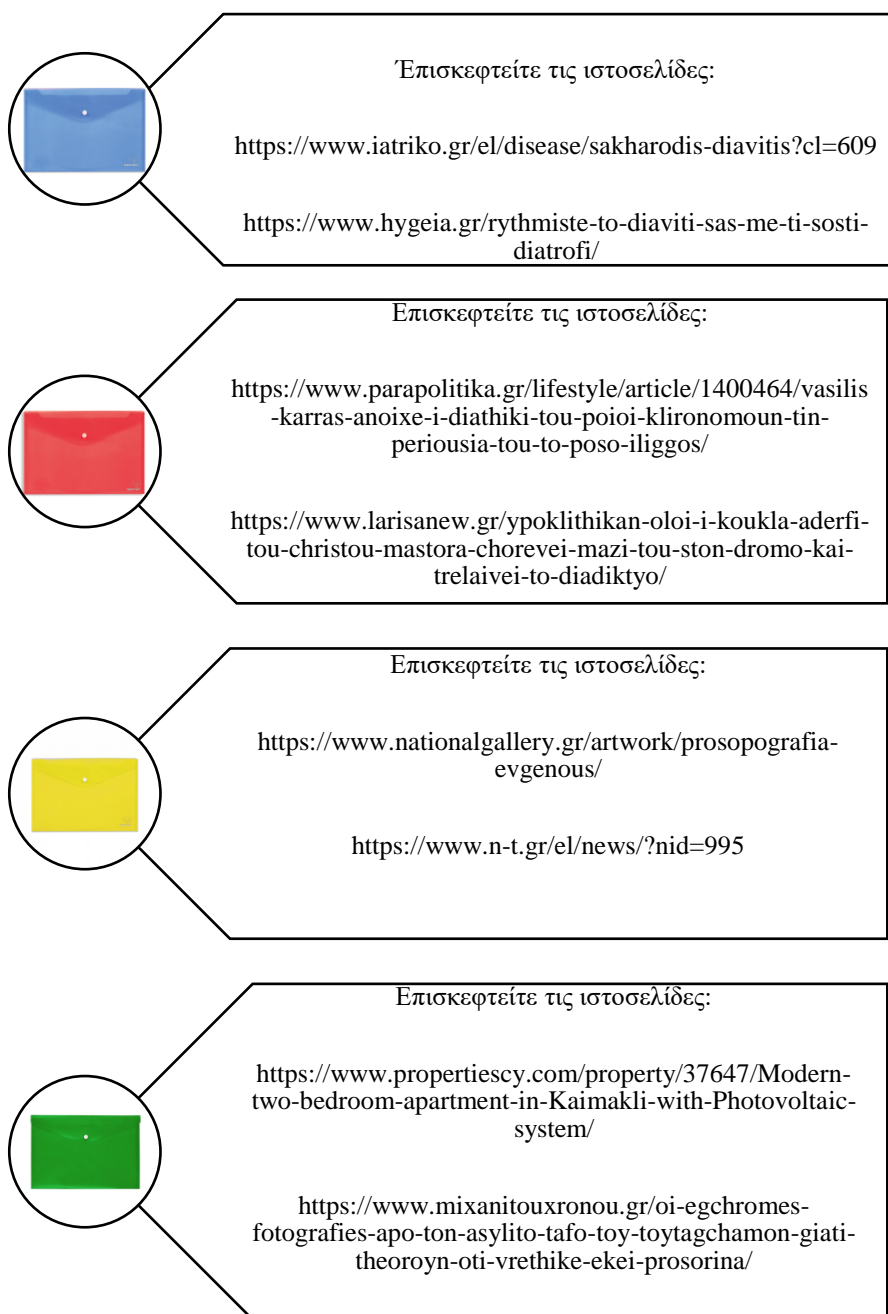 Έπισκεφτείτε τις ιστοσελίδες:
https://www.iatriko.gr/el/disease/sakharodis-diavitis?cl=609
https://www.hygeia.gr/rythmiste-to-diaviti-sas-me-ti-sosti-
diatrofi/
Επισκεφτείτε τις ιστοσελίδες:
https://www.parapolitika.gr/lifestyle/article/1400464/vasilis
-karras-anoixe-i-diathiki-tou-poioi-klironomoun-tin-
periousia-tou-to-poso-iliggos/
https://www.larisanew.gr/ypoklithikan-oloi-i-koukla-aderfi-
tou-christou-mastora-chorevei-mazi-tou-ston-dromo-kai-
trelaivei-to-diadiktyo/
Επισκεφτείτε τις ιστοσελίδες:
https://www.nationalgallery.gr/artwork/prosopografia-
evgenous/
https://www.n-t.gr/el/news/?nid=995
Επισκεφτείτε τις ιστοσελίδες:
https://www.propertiescy.com/property/37647/Modern-
two-bedroom-apartment-in-Kaimakli-with-Photovoltaic-
system/
https://www.mixanitouxronou.gr/oi-egchromes-
fotografies-apo-ton-asylito-tafo-toy-toytagchamon-giati-
theoroyn-oti-vrethike-ekei-prosorina/